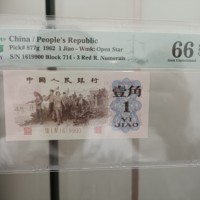 China / People's Republic
Pick# 877g 1962 1 Jiao - Wmk: Open Star
S/N 1639900 Block 714 - 3 Red R. Numerals
66
中国人民银行
壹角
1
YI JIAO